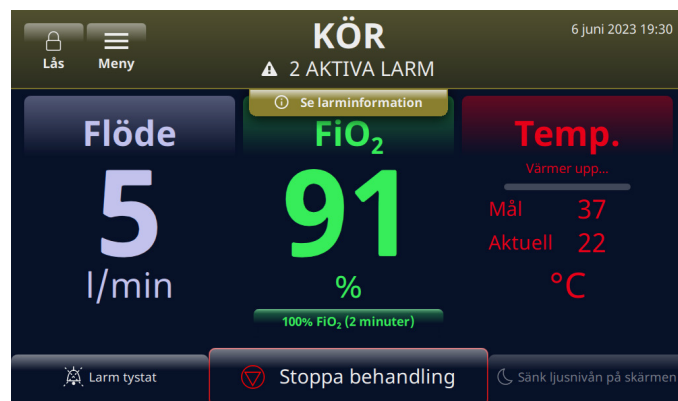 KÖR
6 juni 2023 19:30
Lås
Meny
2 AKTIVA LARM
Se larminformation
Flöde
5
l/min
FiO₂
91
%
100% FiO₂ (2 minuter)
Temp.
Värmer upp...
Mål 37
Aktuell 22
°C
Larm tystat
Stoppa behandling
Sänk ljusnivån på skärmen